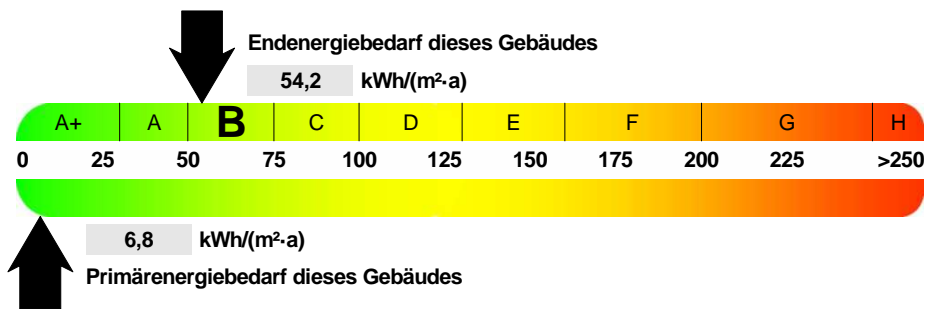 Endenergiebedarf dieses Gebäudes
54,2 kWh/(m²·a)
A+ A B C D E F G H
0 25 50 75 100 125 150 175 200 225 >250
6,8 kWh/(m²·a)
Primärenergiebedarf dieses Gebäudes